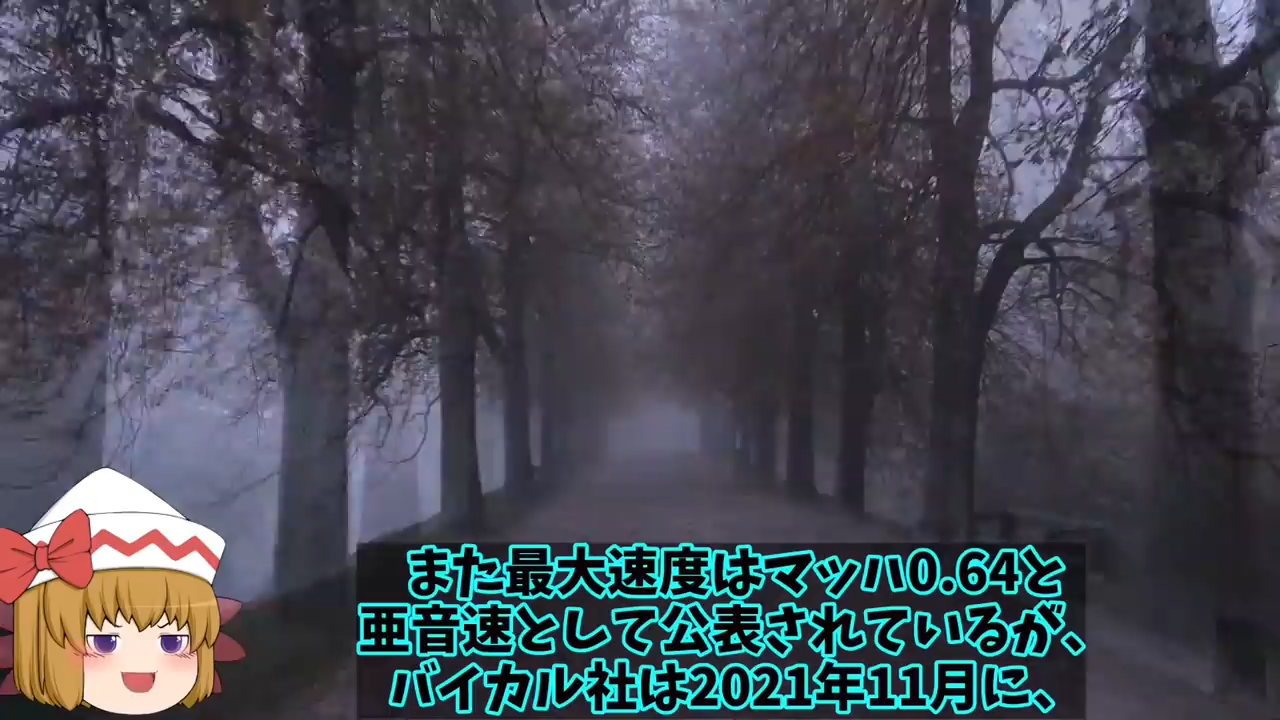 また最大速度はマッハ0.64と
亜音速として公表されているが、
バイカル社は2021年11月に、